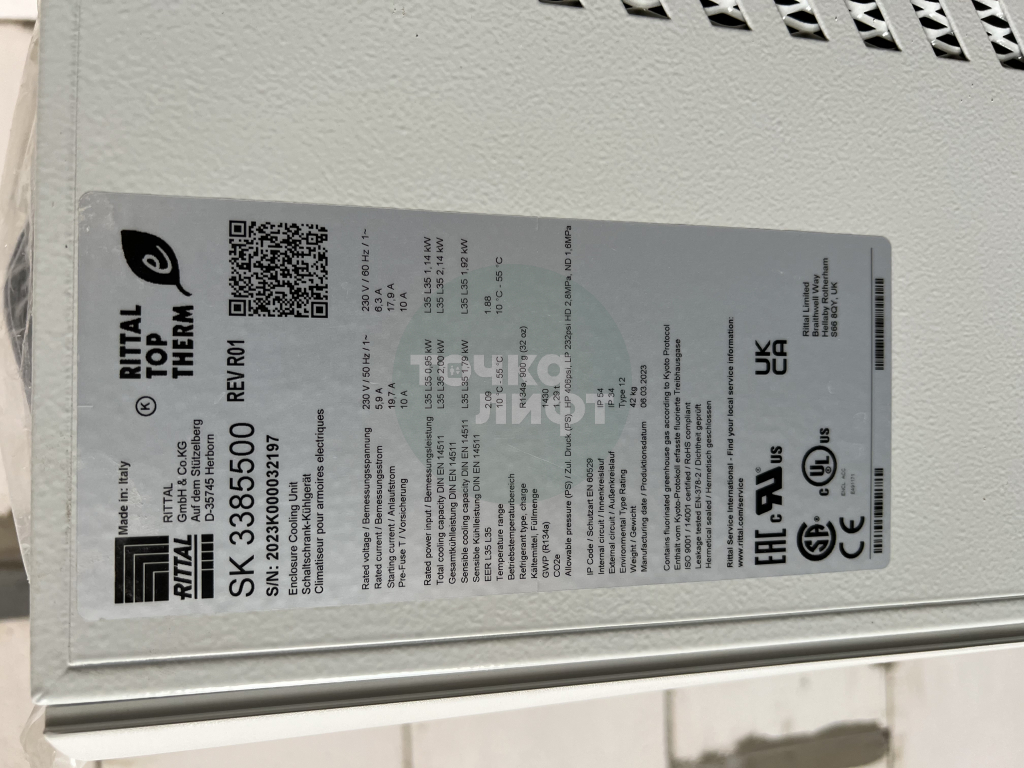 RITTAL
Made in: Italy
RITTAL
GmbH & Co.KG
Auf dem Stützelberg
D-35745 Herborn
K
RITTAL
TOP
THERM
e
SK 3385500 REV R01
S/N: 2023K000032197
Enclosure Cooling Unit
Schaltschrank-Kühlgerät
Climatiseur pour armoires electriques
Rated voltage / Bemessungsspannung 230 V / 50 Hz / 1~ 230 V / 60 Hz / 1~
Rated current / Bemessungsstrom 5,9 A 6,3 A
Starting current / Anlaufstrom 19,7 A 17,9 A
Pre-Fuse T / Vorsicherung 10 A 10 A
Rated power input / Bemessungsleistung L35 L35 0,95 kW L35 L35 1,14 kW
Total cooling capacity DIN EN 14511 L35 L35 2,00 kW L35 L35 2,14 kW
Gesamtkühlleistung DIN EN 14511
Sensible cooling capacity DIN EN 14511 L35 L35 1,79 kW L35 L35 1,92 kW
Sensible Kühlleistung DIN EN 14511
EER L35 L35 2.09 1.88
Temperature range 10 °C - 55 °C 10 °C - 55 °C
Betriebstemperaturbereich
Refrigerant type, charge R134a, 900 g (32 oz)
Kältemittel, Füllmenge
GWP (R134a) 1430
CO2e 1.29 t
Allowable pressure (PS) / Zul. Druck (PS), HP 406psi, LP 232psi HD 2,8MPa, ND 1,6MPa
IP Code / Schutzart EN 60529
Internal circuit / Innenkreislauf IP 54
External circuit / Außenkreislauf IP 34
Environmental Type Rating Type 12
Weight / Gewicht 42 kg
Manufacturing date / Produktionsdatum 06.03.2023
Contains fluorinated greenhouse gas according to Kyoto Protocol
Enthält vom Kyoto-Protokoll erfasste fluorierte Treibhausgase
ISO 9001 / 14001 certified / RoHS compliant
Leakage tested EN-378-2 / Dichtheit geprüft
Hermetical sealed / Hermetisch geschlossen
Rittal Service International - Find your local service information:
www.rittal.com/service
EAC c UR us
UK
CA
Rittal Limited
Braithwell Way
Hellaby Rotherham
S66 8QY, UK
SA c UL us
CE
точко
лиот